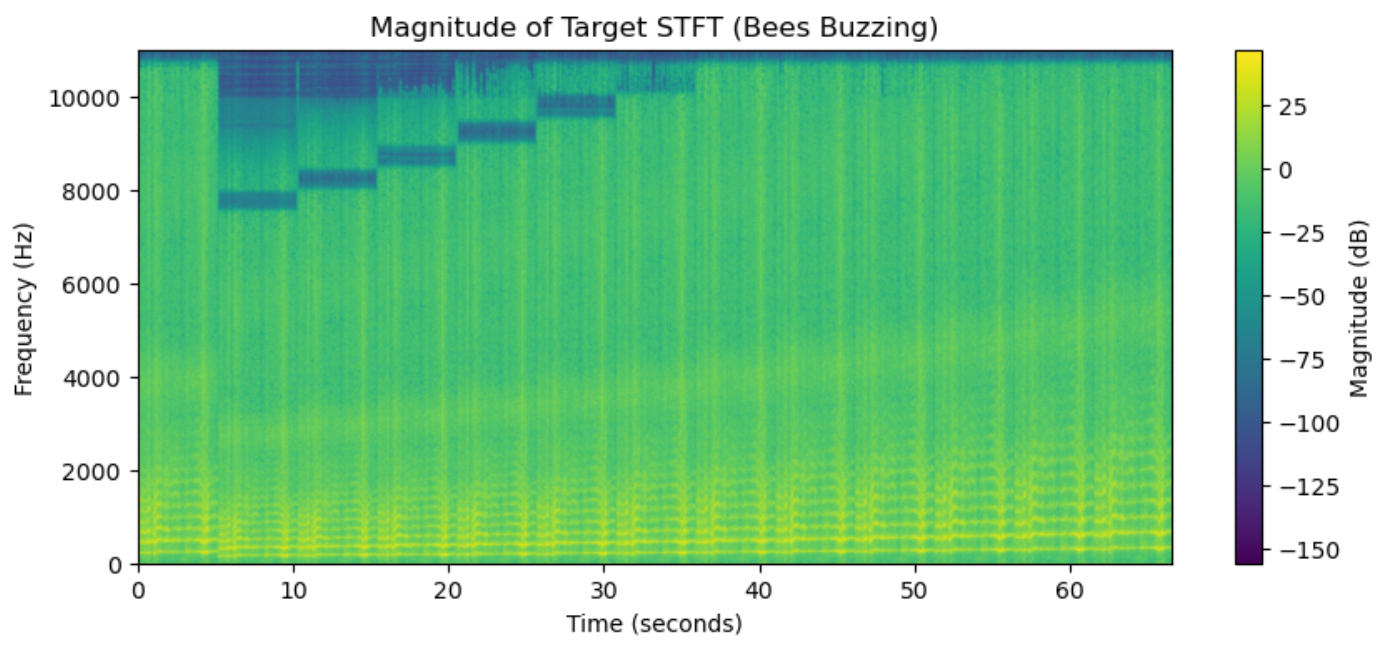 Magnitude of Target STFT (Bees Buzzing)
10000
8000
6000
4000
2000
0
Frequency (Hz)
0 10 20 30 40 50 60
Time (seconds)
25
0
−25
−50
−75
−100
−125
−150
Magnitude (dB)